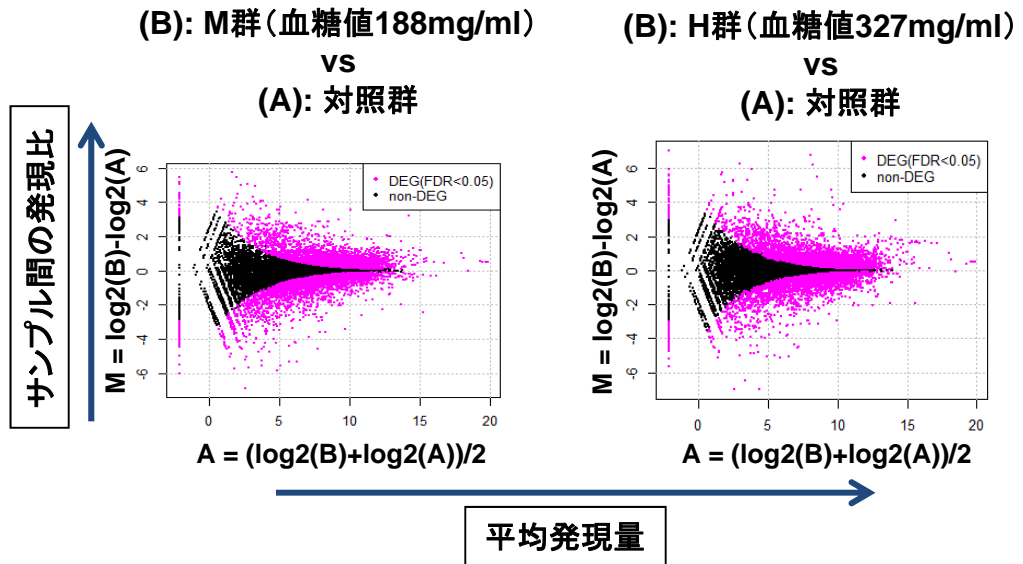 (B): M群（血糖値188mg/ml）
vs
(A): 対照群
(B): H群（血糖値327mg/ml）
vs
(A): 対照群
サンプル間の発現比
M = log2(B)-log2(A)
6
4
2
0
-2
-4
-6
DEG(FDR<0.05)
non-DEG
0
5
10
15
20
A = (log2(B)+log2(A))/2
M = log2(B)-log2(A)
6
4
2
0
-2
-4
-6
DEG(FDR<0.05)
non-DEG
0
5
10
15
20
A = (log2(B)+log2(A))/2
平均発現量